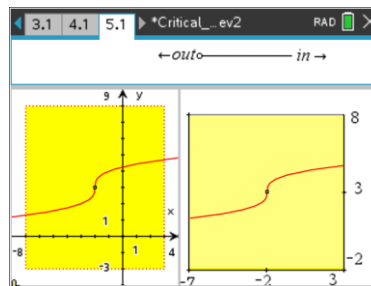 3.1 4.1 5.1 *Critical_...ev2 RAD
←out in→
9 y
1
x
-8 1 4
-3
0
8
3
-2
-7 -2 3